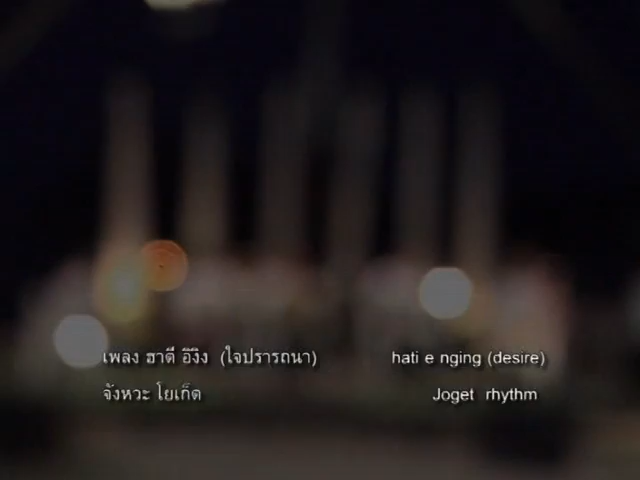 เพลง ฮาตี อีงิง (ใจปรารถนา) hati e nging (desire)
จังหวะ โยเก็ต Joget rhythm